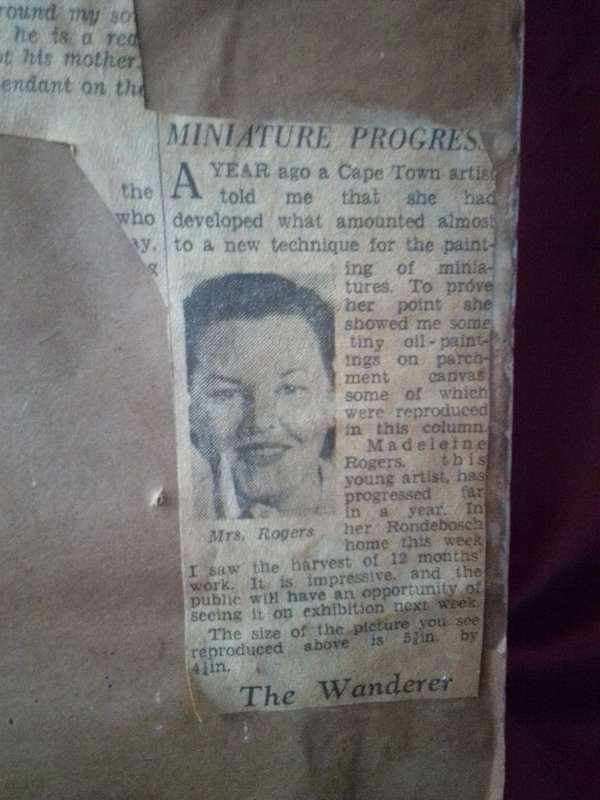 round my so
he is a rea
t his mother.
endant on the
the
who
ay,
g
MINIATURE PROGRESS
A YEAR ago a Cape Town artist
told me that she had
developed what amounted almost
to a new technique for the paint-
ing of minia-
tures. To prove
her point she
showed me some
tiny oil-paint-
ings on parch-
ment canvas
some of which
were reproduced
in this column.
Madeleine
Rogers, this
young artist, has
progressed far
in a year. In
her Rondebosch
home this week
Mrs. Rogers
I saw the harvest of 12 months'
work. It is impressive, and the
public will have an opportunity of
seeing it on exhibition next week.
The size of the picture you see
reproduced above is by
The Wanderer